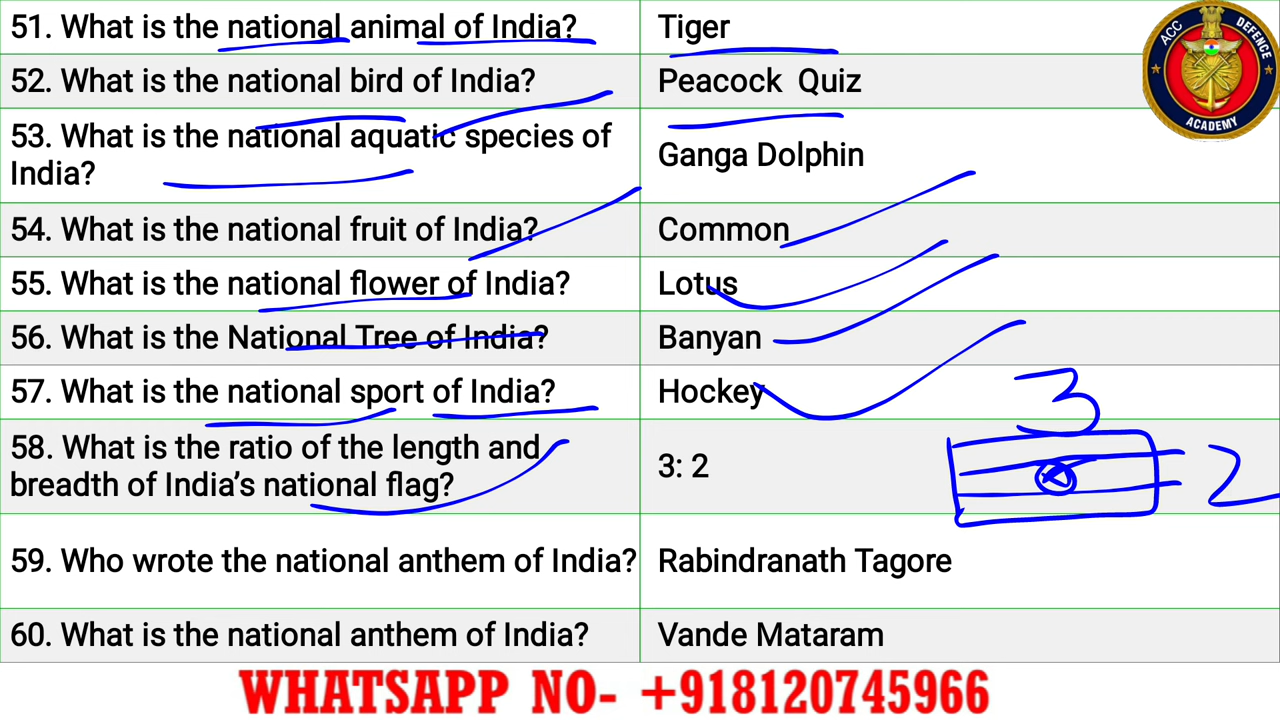 51. What is the national animal of India?
Tiger
52. What is the national bird of India?
Peacock Quiz
53. What is the national aquatic species of
India?
Ganga Dolphin
54. What is the national fruit of India?
Common
55. What is the national flower of India?
Lotus
56. What is the National Tree of India?
Banyan
57. What is the national sport of India?
Hockey
58. What is the ratio of the length and
breadth of India's national flag?
3: 2
3
2
59. Who wrote the national anthem of India?
Rabindranath Tagore
60. What is the national anthem of India?
Vande Mataram
ACC DEFENCE
ACADEMY
WHATSAPP NO- +918120745966